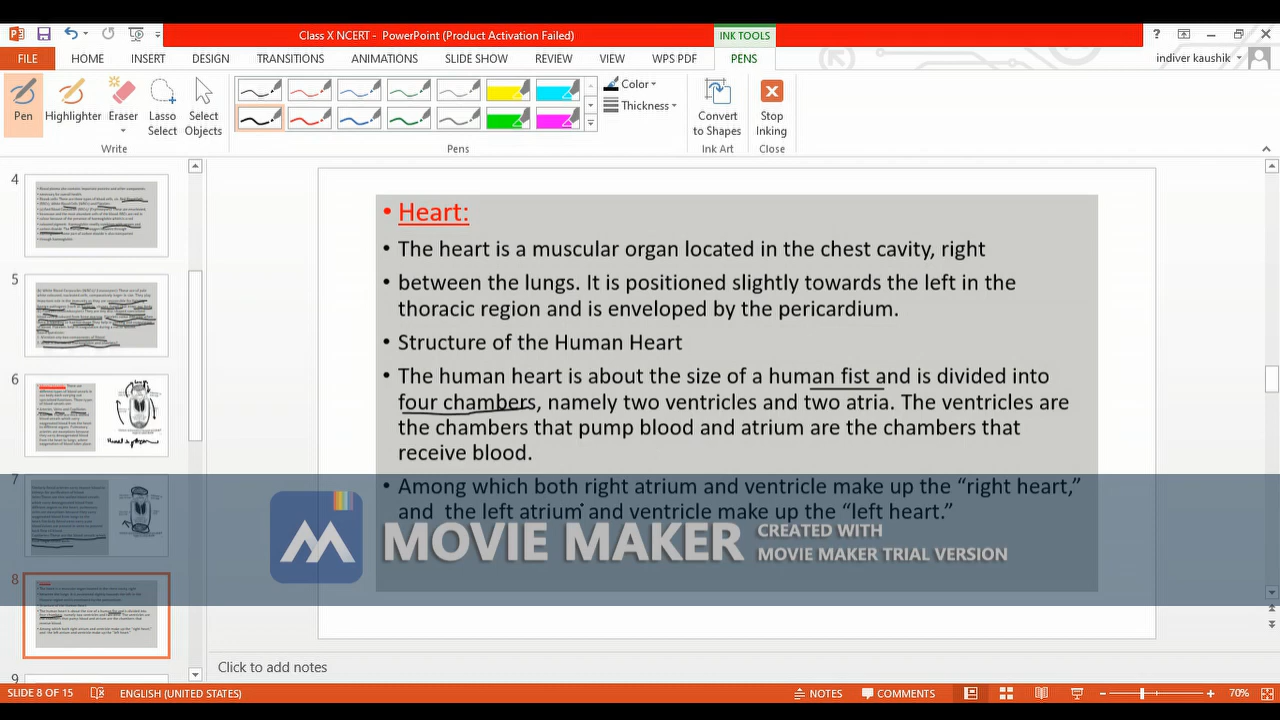 Class X NCERT - PowerPoint (Product Activation Failed)
INK TOOLS
FILE HOME INSERT DESIGN TRANSITIONS ANIMATIONS SLIDE SHOW REVIEW VIEW WPS PDF PENS
indiver kaushik
Pen Highlighter Eraser Lasso Select Select Objects
Write
Pens
Color
Thickness
Convert to Shapes
Ink Art
Stop Inking
Close
4
5
6
7
8
9
• Heart:
• The heart is a muscular organ located in the chest cavity, right
• between the lungs. It is positioned slightly towards the left in the
thoracic region and is enveloped by the pericardium.
• Structure of the Human Heart
• The human heart is about the size of a human fist and is divided into
four chambers, namely two ventricles and two atria. The ventricles are
the chambers that pump blood and atrium are the chambers that
receive blood.
• Among which both right atrium and ventricle make up the “right heart,”
and the left atrium and ventricle make up the “left heart.”
MOVIE MAKER
CREATED WITH
MOVIE MAKER TRIAL VERSION
Click to add notes
SLIDE 8 OF 15 ENGLISH (UNITED STATES) NOTES COMMENTS 70%